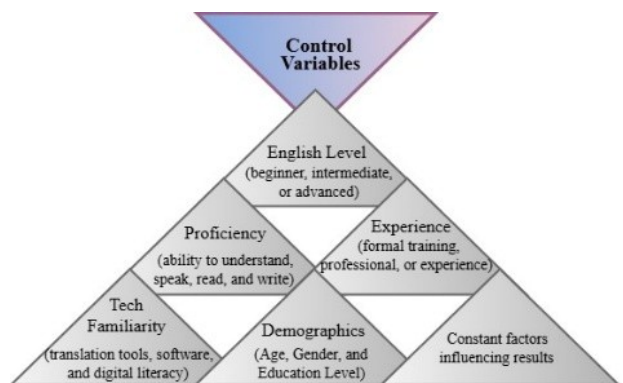 Control
Variables
English Level
(beginner, intermediate,
or advanced)
Proficiency
(ability to understand,
speak, read, and write)
Experience
(formal training,
professional, or experience)
Tech
Familiarity
(translation tools, software,
and digital literacy)
Demographics
(Age, Gender, and
Education Level)
Constant factors
influencing results